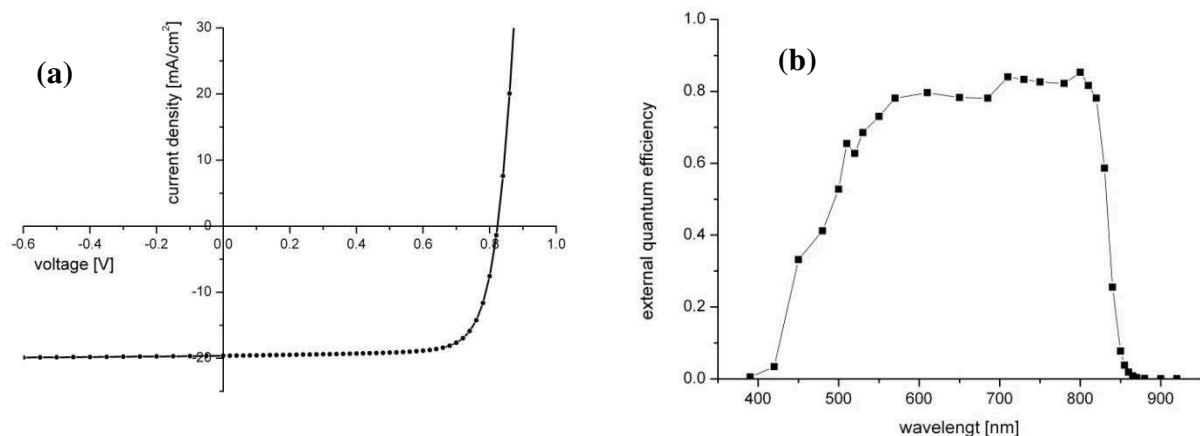 (a)
current density [mA/cm²]
30
20
10
0
-10
-20
-0.6 -0.4 -0.2 0.0 0.2 0.4 0.6 0.8 1.0
voltage [V]
(b)
external quantum efficiency
1.0
0.8
0.6
0.4
0.2
0.0
400 500 600 700 800 900
wavelengt [nm]